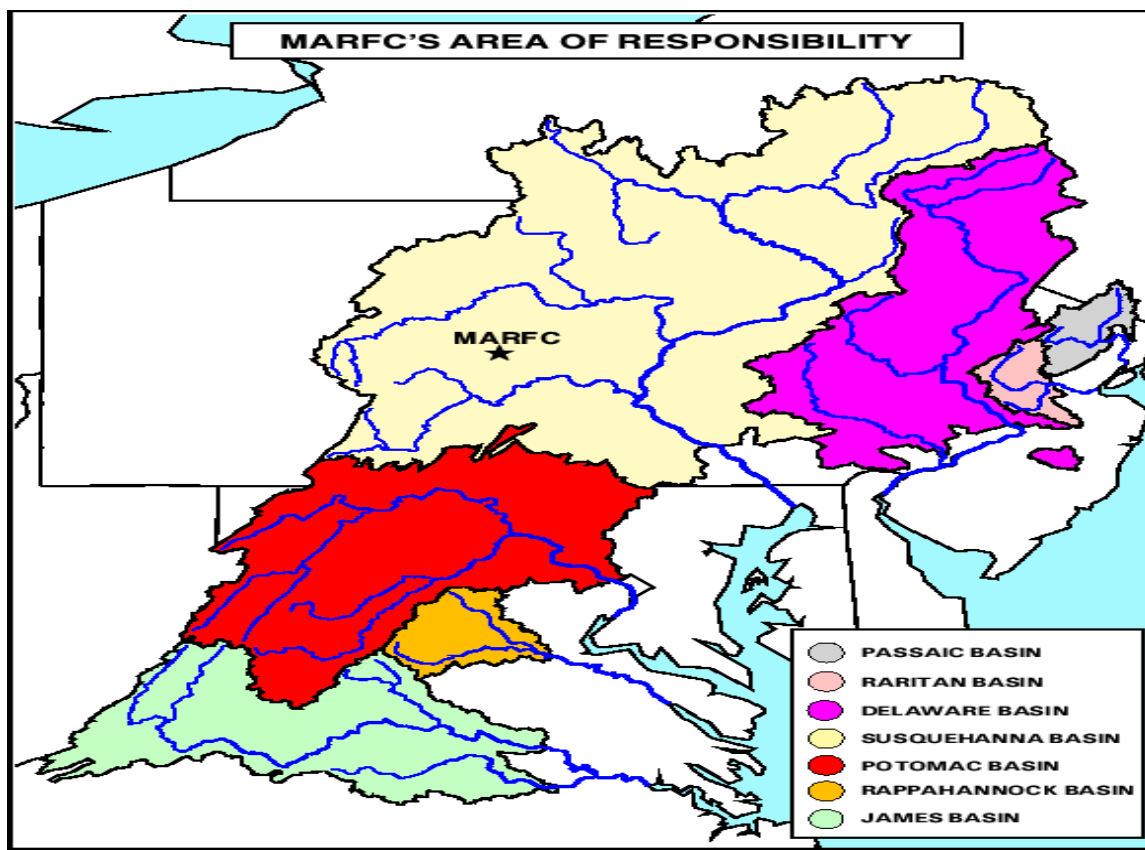 MARFC'S AREA OF RESPONSIBILITY
MARFC
PASSAIC BASIN
RARITAN BASIN
DELAWARE BASIN
SUSQUEHANNA BASIN
POTOMAC BASIN
RAPPAHANNOCK BASIN
JAMES BASIN